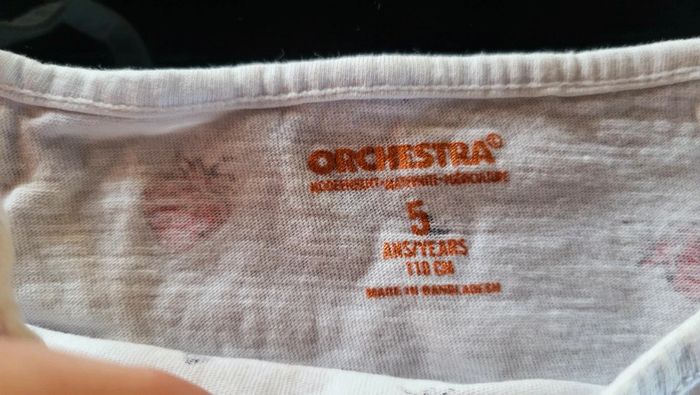 ORCHESTRA®
5
ANS/YEARS
110 CM
MADE IN BANGLADESH